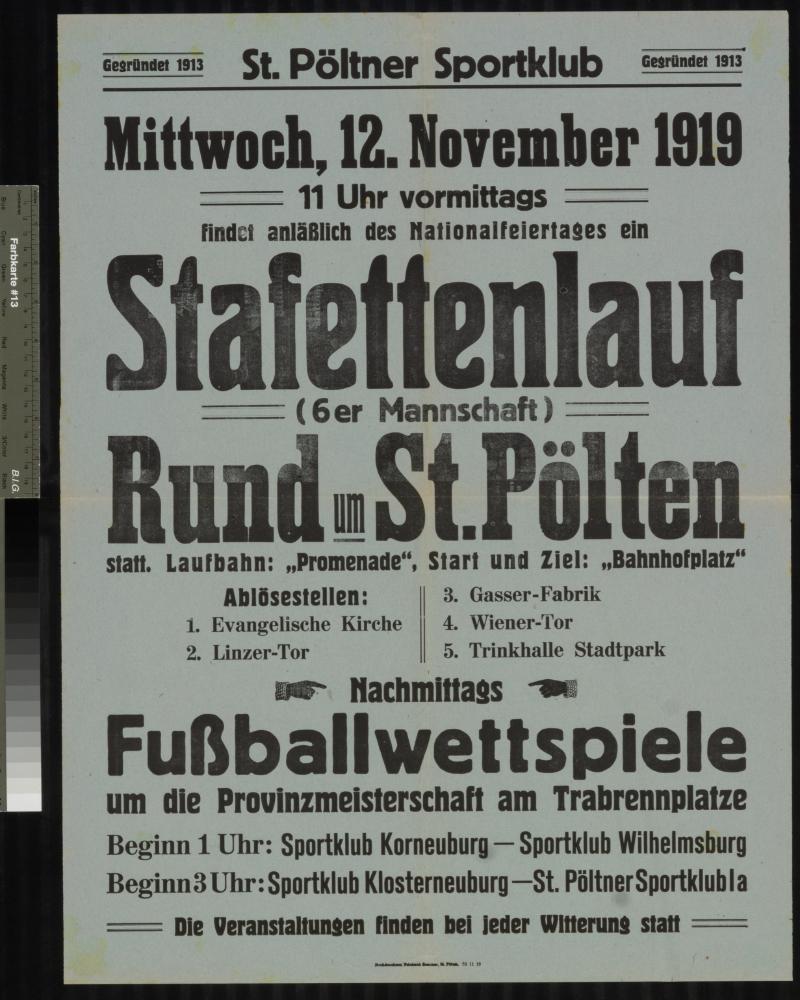 Gegründet 1913
St. Pöltner Sportklub
Gegründet 1913
Mittwoch, 12. November 1919
11 Uhr vormittags
findet anläßlich des Nationalfeiertages ein
Stafettenlauf
(6er Mannschaft)
Rund um St. Pölten
statt. Laufbahn: „Promenade“, Start und Ziel: „Bahnhofplatz“
Ablösestellen:
1. Evangelische Kirche
2. Linzer-Tor
3. Gasser-Fabrik
4. Wiener-Tor
5. Trinkhalle Stadtpark
Nachmittags
Fußballwettspiele
um die Provinzmeisterschaft am Trabrennplatze
Beginn 1 Uhr: Sportklub Korneuburg — Sportklub Wilhelmsburg
Beginn 3 Uhr: Sportklub Klosterneuburg — St. Pöltner Sportklub Ia
Die Veranstaltungen finden bei jeder Witterung statt
Farbkarte #13
B.I.G.